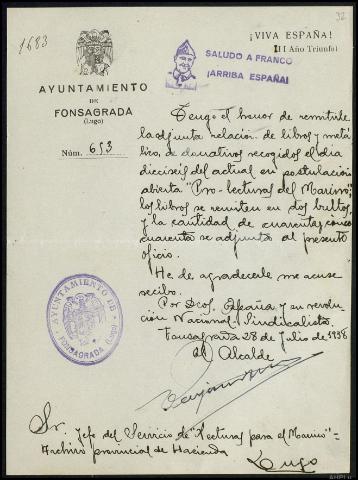 32
1683
¡VIVA ESPAÑA!
III Año Triunfal
SALUDO A FRANCO
¡ARRIBA ESPAÑA!
AYUNTAMIENTO
DE
FONSAGRADA
(Lugo)
Núm. 653
Tengo el honor de remitirle
la adjunta relación de libros y metá-
lico, de donativos recogidos el día
dieciseis del actual en postulación
abierta "Pro-lecturas del Marino";
los libros se remiten en dos bultos,
y la cantidad de cuarenta y cinco
cuarenta se adjunta al presente
oficio.
He de agradecerle me acuse
recibo.
Por Dios, España y su revolu-
ción Nacional Sindicalista.
Fonsagrada 28 de Julio de 1938
El Alcalde
AYUNTAMIENTO DE
FONSAGRADA (Lugo)
Sr. Jefe del Servicio de "Lecturas para el Marino"-
Archivo provincial de Hacienda
Lugo